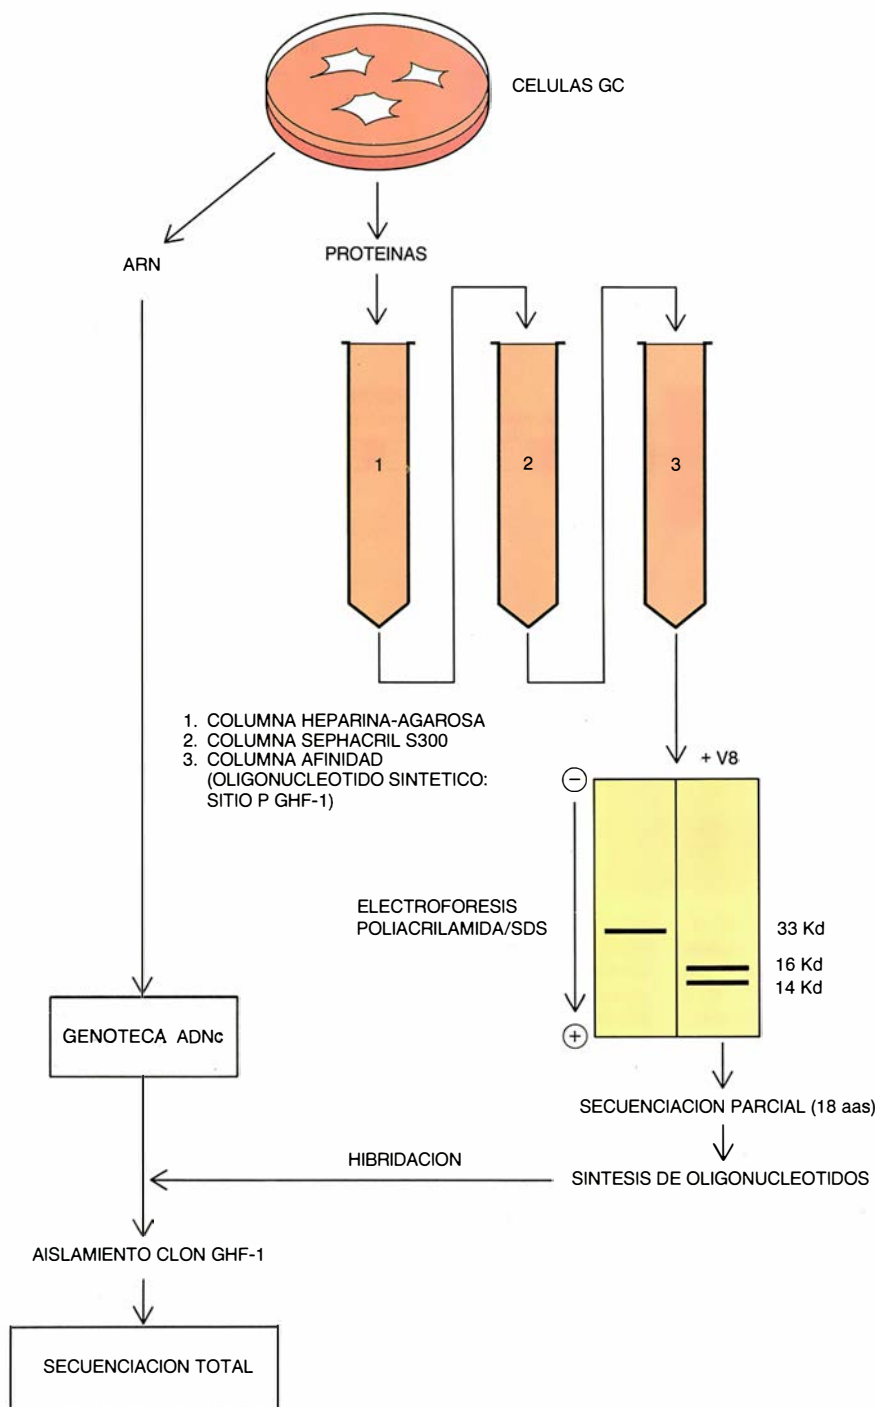 CELULAS GC
ARN
PROTEINAS
1
2
3
1. COLUMNA HEPARINA-AGAROSA
2. COLUMNA SEPHACRIL S300
3. COLUMNA AFINIDAD
(OLIGONUCLEOTIDO SINTETICO:
SITIO P GHF-1)
+ V8
−
ELECTROFORESIS
POLIACRILAMIDA/SDS
33 Kd
16 Kd
14 Kd
+
GENOTECA ADNc
SECUENCIACION PARCIAL (18 aas)
HIBRIDACION
SINTESIS DE OLIGONUCLEOTIDOS
AISLAMIENTO CLON GHF-1
SECUENCIACION TOTAL